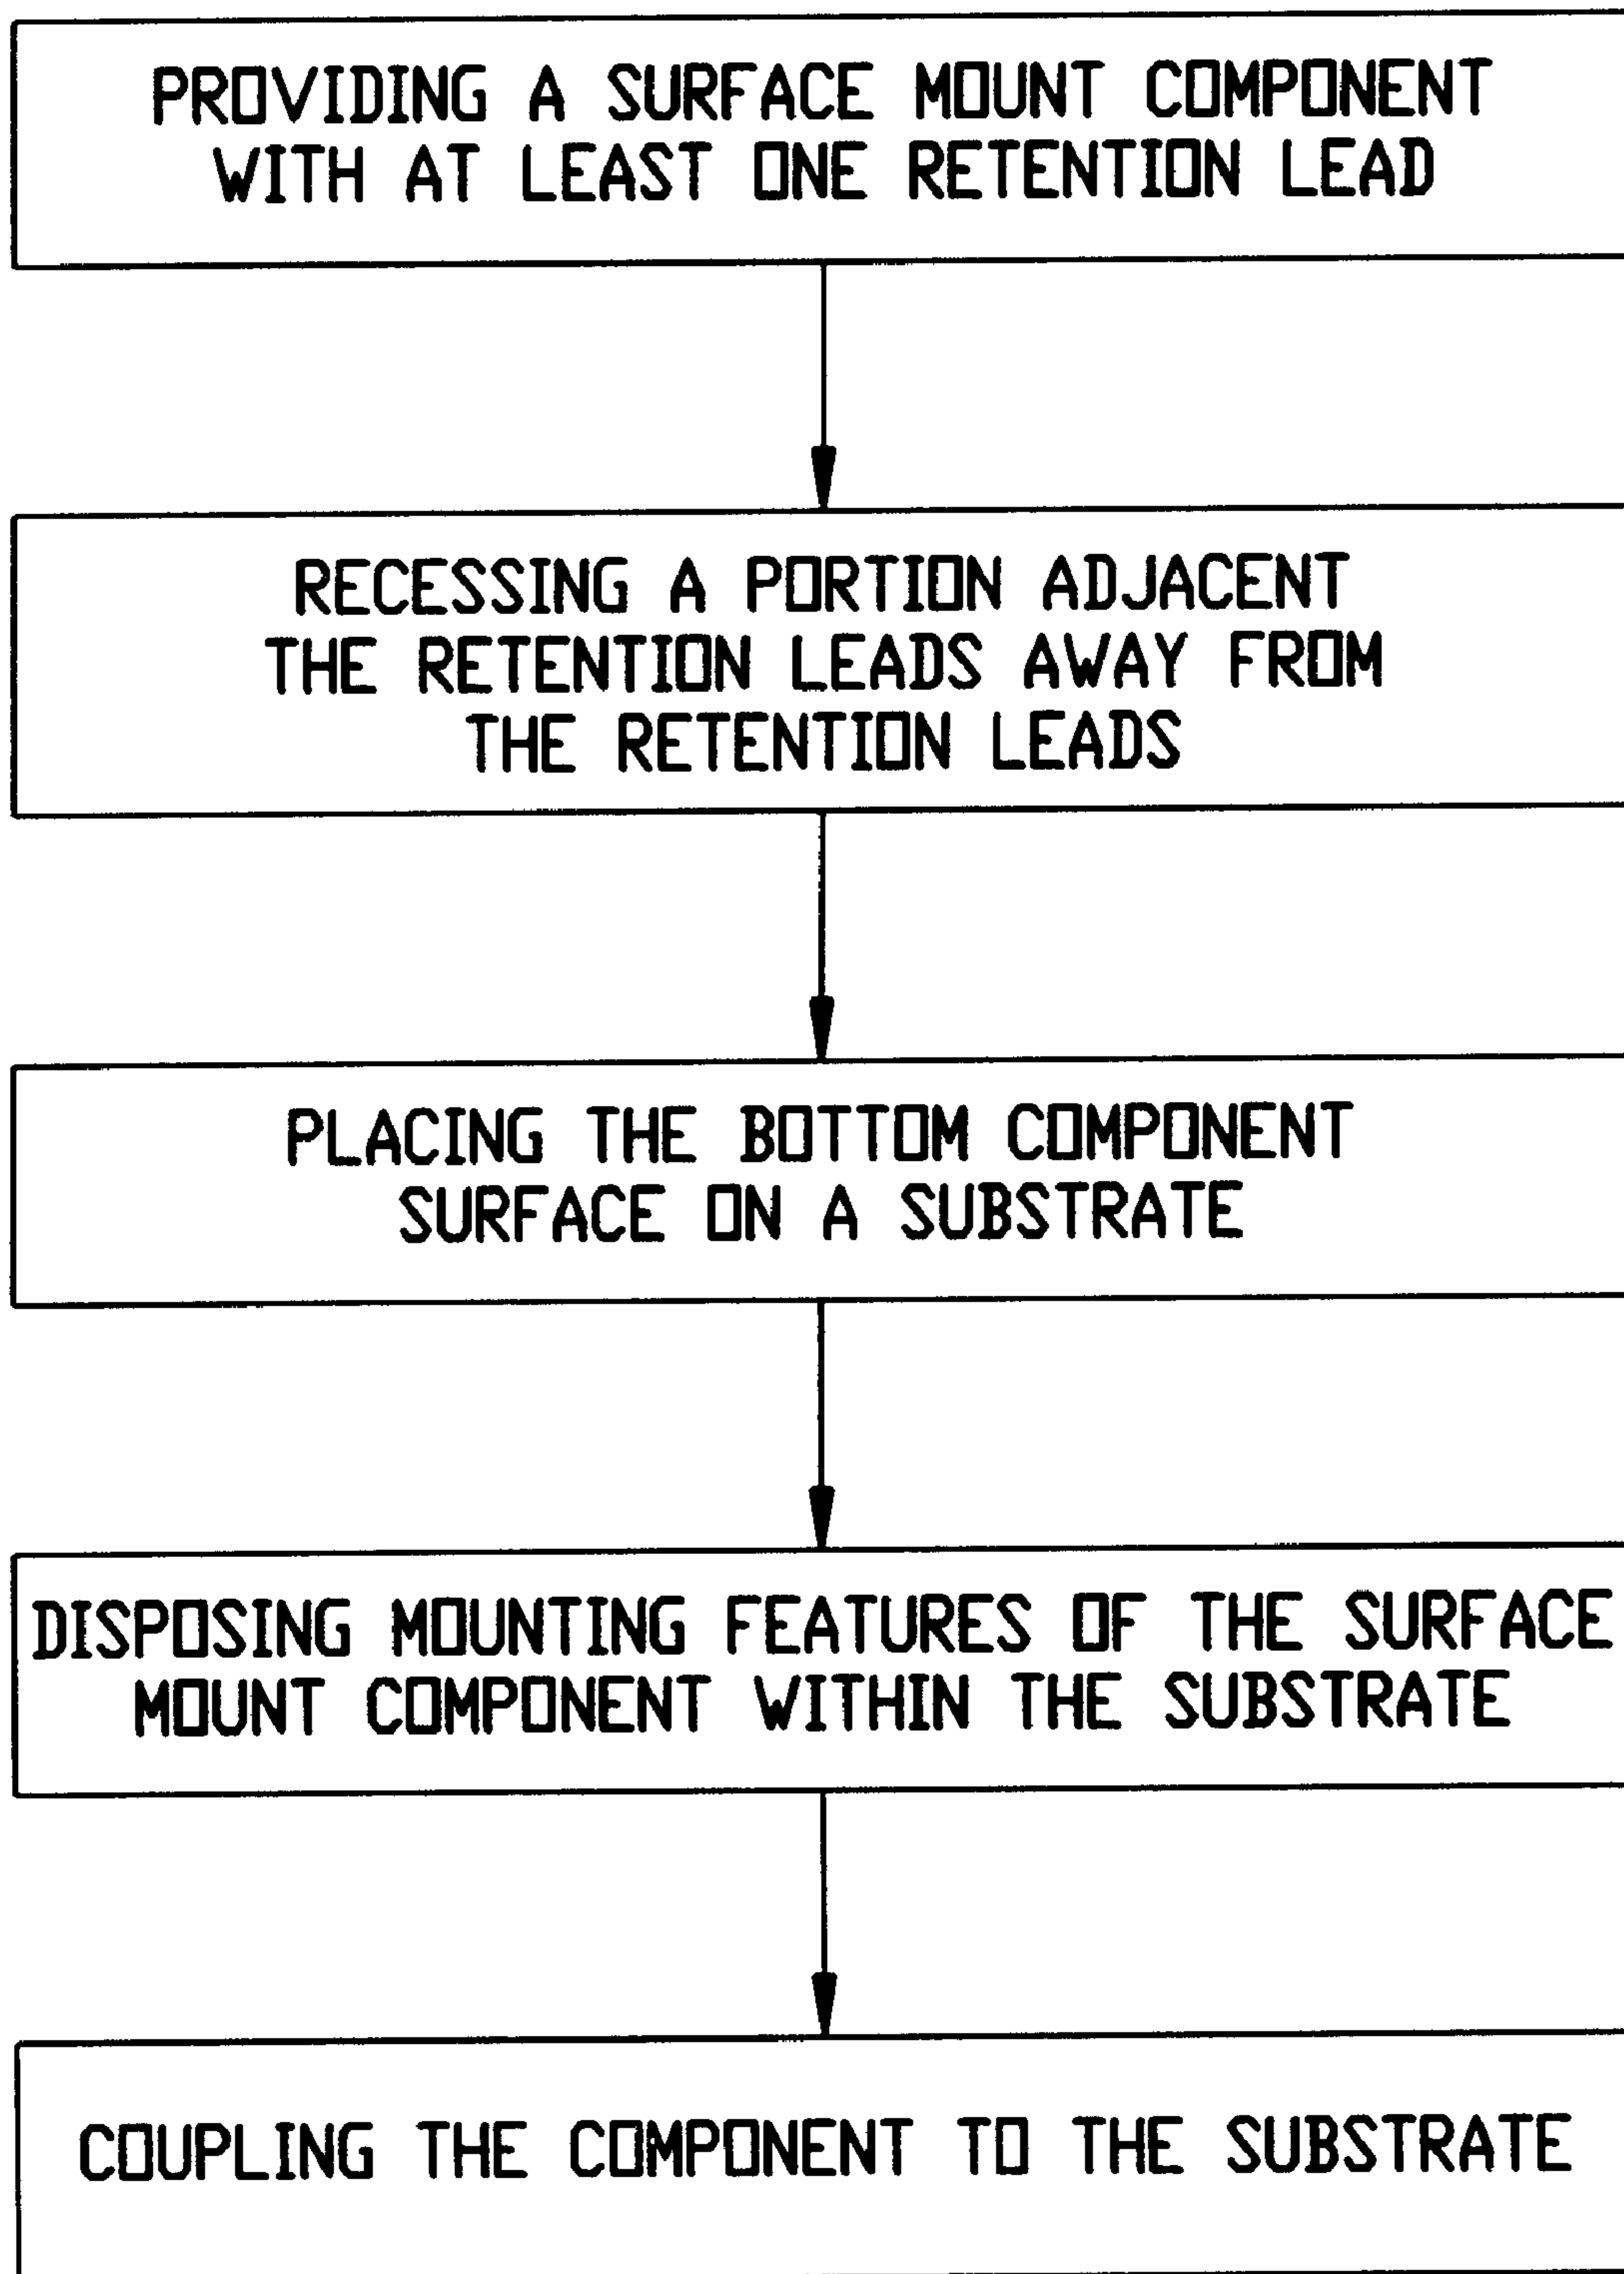 PROVIDING A SURFACE MOUNT COMPONENT
WITH AT LEAST ONE RETENTION LEAD
RECESSING A PORTION ADJACENT
THE RETENTION LEADS AWAY FROM
THE RETENTION LEADS
PLACING THE BOTTOM COMPONENT
SURFACE ON A SUBSTRATE
DISPOSING MOUNTING FEATURES OF THE SURFACE
MOUNT COMPONENT WITHIN THE SUBSTRATE
COUPLING THE COMPONENT TO THE SUBSTRATE